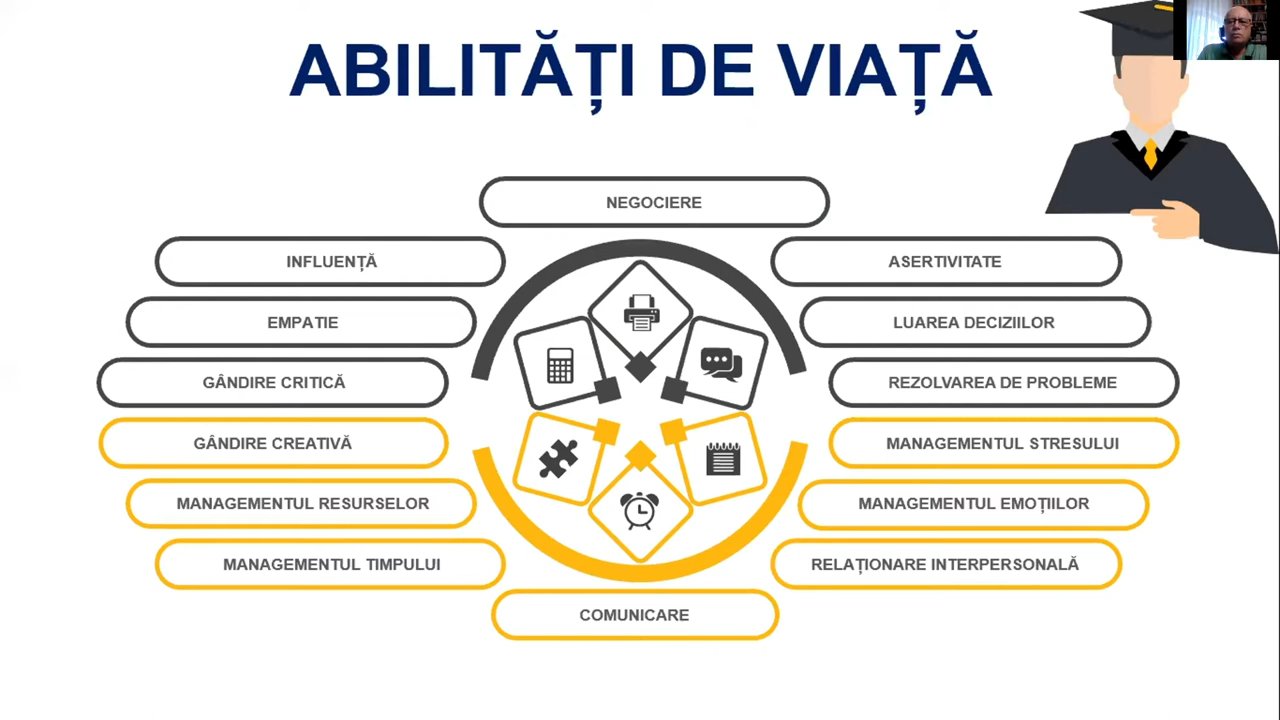 ABILITĂȚI DE VIAȚĂ
NEGOCIERE
INFLUENȚĂ
ASERTIVITATE
EMPATIE
LUAREA DECIZIILOR
GÂNDIRE CRITICĂ
REZOLVAREA DE PROBLEME
GÂNDIRE CREATIVĂ
MANAGEMENTUL STRESULUI
MANAGEMENTUL RESURSELOR
MANAGEMENTUL EMOȚIILOR
MANAGEMENTUL TIMPULUI
RELAȚIONARE INTERPERSONALĂ
COMUNICARE